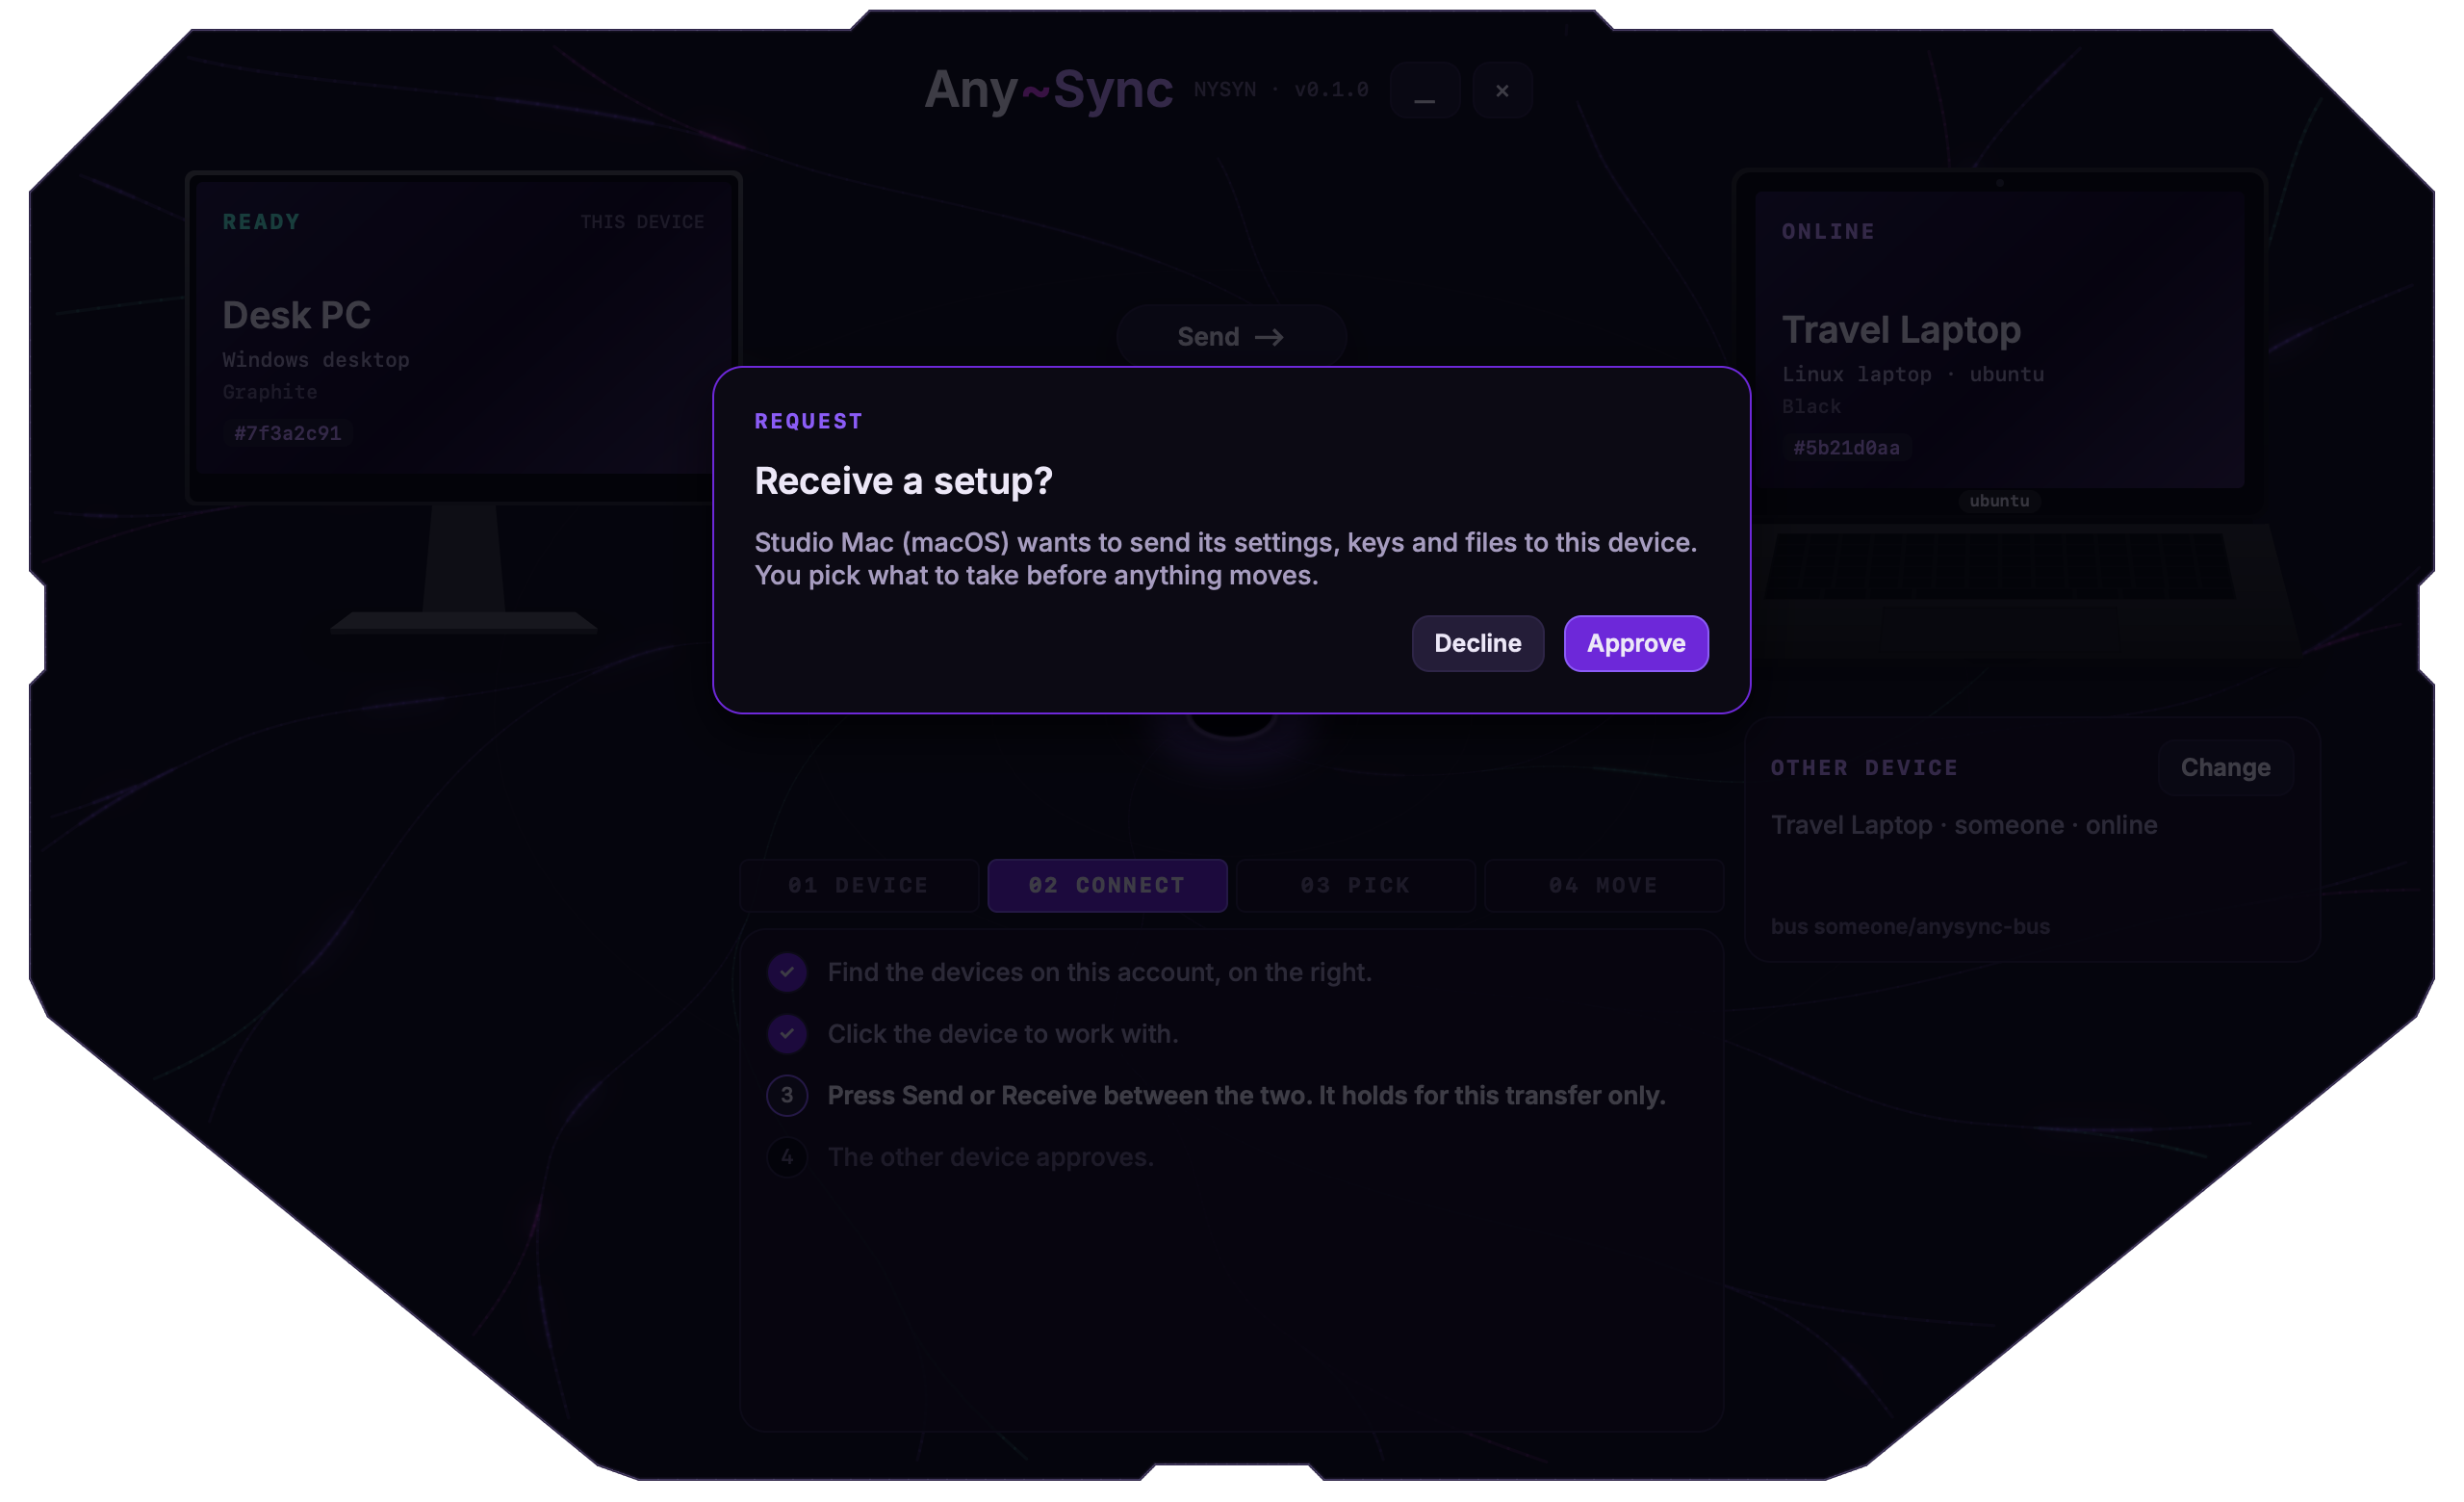 Any~Sync NYSYN · v0.1.0 _ ×
READY THIS DEVICE
Desk PC
Windows desktop
Graphite
#7f3a2c91
Send →
ONLINE
Travel Laptop
Linux laptop · ubuntu
Black
#5b21d0aa
ubuntu
REQUEST
Receive a setup?
Studio Mac (macOS) wants to send its settings, keys and files to this device.
You pick what to take before anything moves.
Decline Approve
OTHER DEVICE Change
Travel Laptop · someone · online
bus someone/anysync-bus
01 DEVICE 02 CONNECT 03 PICK 04 MOVE
Find the devices on this account, on the right.
Click the device to work with.
3 Press Send or Receive between the two. It holds for this transfer only.
4 The other device approves.